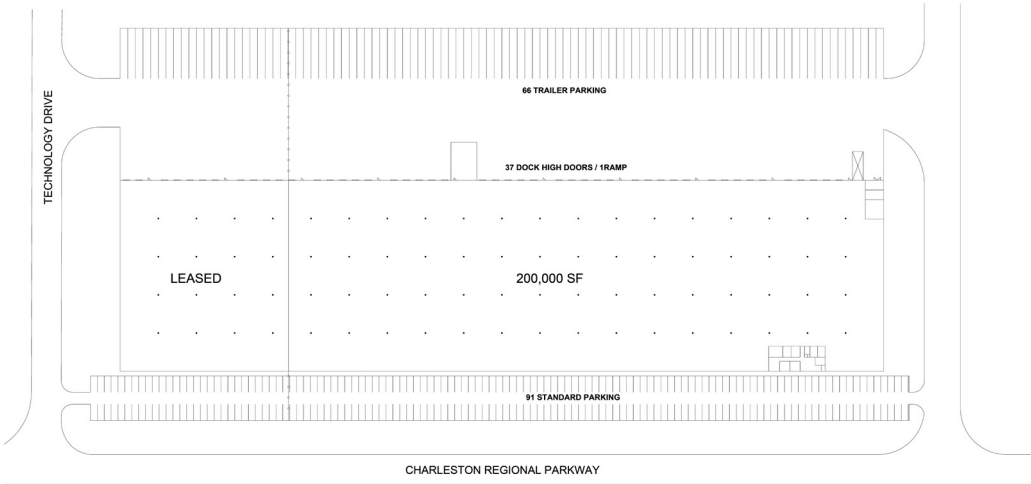 66 TRAILER PARKING
TECHNOLOGY DRIVE
37 DOCK HIGH DOORS / 1RAMP
LEASED
200,000 SF
91 STANDARD PARKING
CHARLESTON REGIONAL PARKWAY